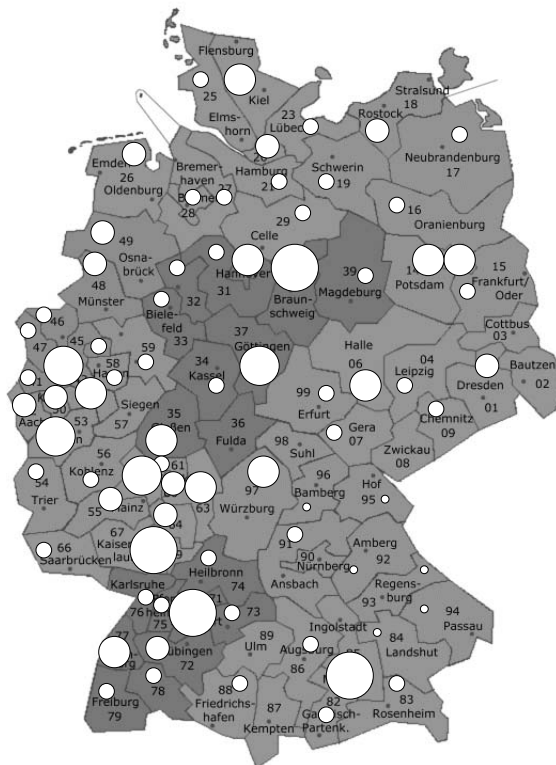 Flensburg
Stralsund
18
25
Kiel
23
Rostock
Elms-
horn
Emden
26
Bremer-
haven
Schwerin
19
Neubrandenburg
17
Hamburg
21
Oldenburg
28
29
16
Oranienburg
49
Celle
Osna-
brück
48
Münster
31
32
39
Magdeburg
Braun-
schweig
14
Potsdam
15
Frankfurt/
Oder
46
Biele-
feld
33
37
Göttingen
Cottbus
03
47
45
59
58
34
Kassel
Halle
06
04
Leipzig
Bautzen
02
Dresden
01
Siegen
57
53
99
Erfurt
Chemnitz
09
35
36
Fulda
Gera
07
Zwickau
08
98
Suhl
56
Koblenz
61
54
Trier
55
63
97
Würzburg
96
Bamberg
Hof
95
67
66
Saarbrücken
91
90
Nürnberg
Ansbach
Amberg
92
Heilbronn
74
Karlsruhe
76
75
73
93
Regens-
burg
94
Passau
Ingolstadt
89
Ulm
Augsburg
86
84
Landshut
72
78
Freiburg
79
88
Friedrichs-
hafen
87
Kempten
82
Partenk.
83
Rosenheim